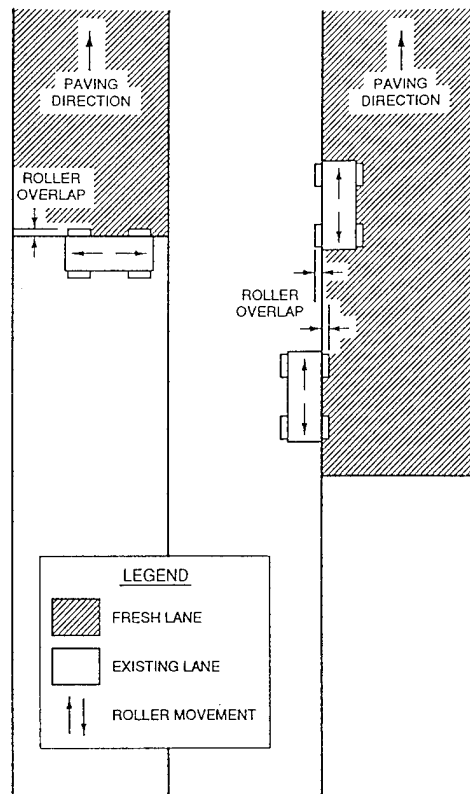 PAVING
DIRECTION
ROLLER
OVERLAP
PAVING
DIRECTION
ROLLER
OVERLAP
LEGEND
FRESH LANE
EXISTING LANE
ROLLER MOVEMENT